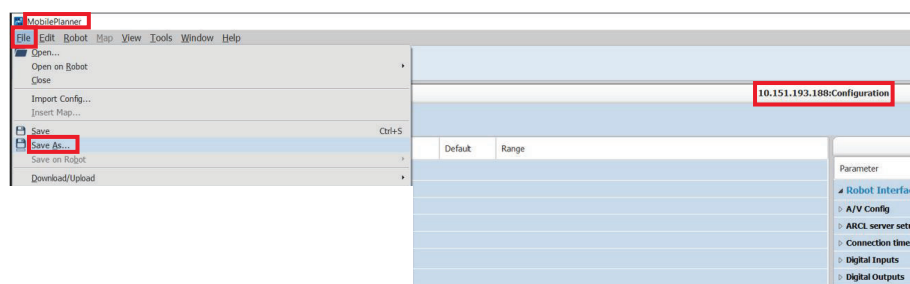 MobilePlanner
File Edit Robot Map View Tools Window Help
Open...
Open on Robot
Close
Import Config...
Insert Map...
Save Ctrl+S
Save As...
Save on Robot
Download/Upload
10.151.193.188:Configuration
Default Range
Parameter
Robot Interfa
A/V Config
ARCL server set
Connection time
Digital Inputs
Digital Outputs